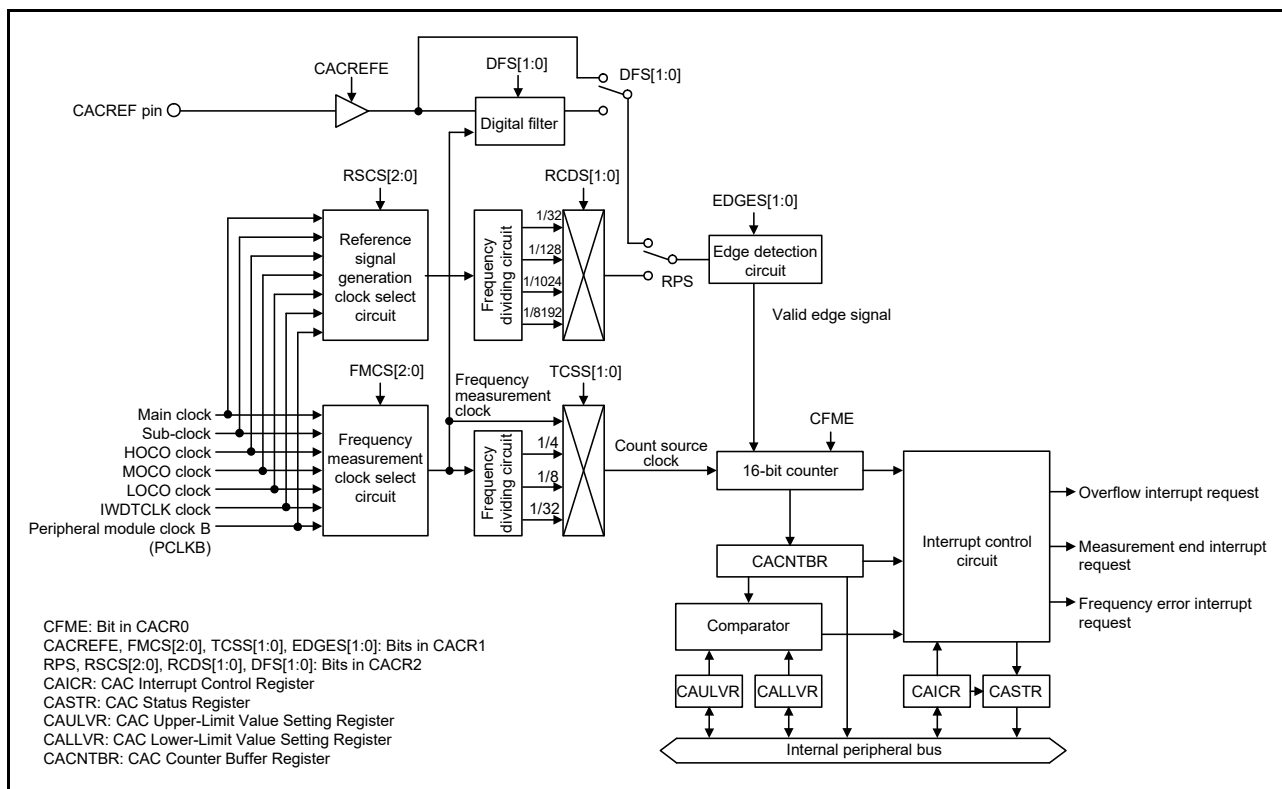 CACREFE
DFS[1:0]
DFS[1:0]
CACREF pin
Digital filter
RSCS[2:0]
RCDS[1:0]
EDGES[1:0]
Reference
signal
generation
clock select
circuit
Frequency
dividing circuit
1/32
1/128
1/1024
1/8192
RPS
Edge detection
circuit
Valid edge signal
FMCS[2:0]
Frequency
measurement
clock
TCSS[1:0]
Main clock
Sub-clock
HOCO clock
MOCO clock
LOCO clock
IWDTCLK clock
Peripheral module clock B
(PCLKB)
Frequency
measurement
clock select
circuit
Frequency
dividing circuit
1/4
1/8
1/32
Count source
clock
CFME
16-bit counter
CACNTBR
Comparator
Interrupt control
circuit
Overflow interrupt request
Measurement end interrupt
request
Frequency error interrupt
request
CAULVR
CALLVR
CAICR
CASTR
Internal peripheral bus
CFME: Bit in CACR0
CACREFE, FMCS[2:0], TCSS[1:0], EDGES[1:0]: Bits in CACR1
RPS, RSCS[2:0], RCDS[1:0], DFS[1:0]: Bits in CACR2
CAICR: CAC Interrupt Control Register
CASTR: CAC Status Register
CAULVR: CAC Upper-Limit Value Setting Register
CALLVR: CAC Lower-Limit Value Setting Register
CACNTBR: CAC Counter Buffer Register